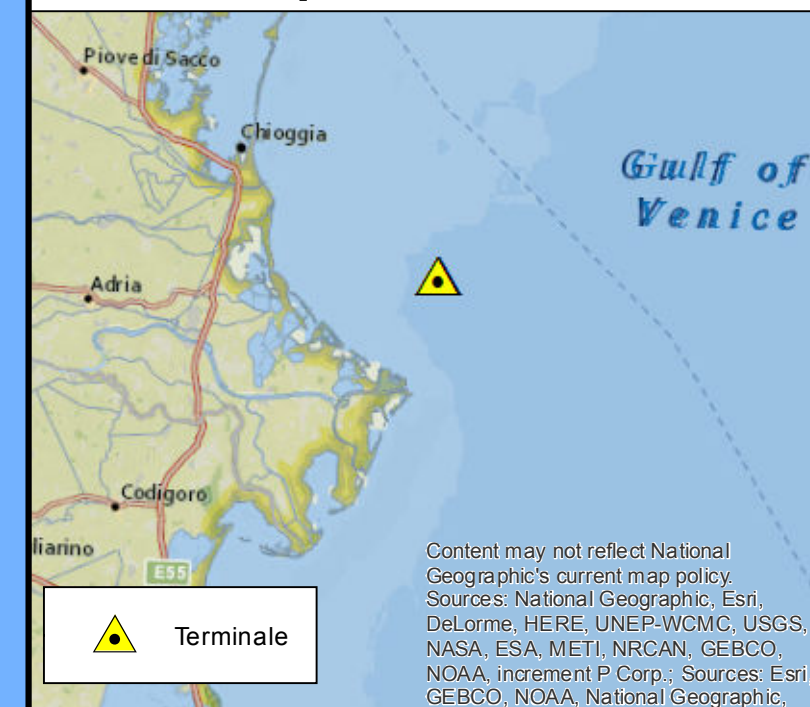 Piove di Sacco
Chioggia
Gulf of
Venice
Adria
Codigoro
liarino
E55
Terminale
Content may not reflect National
Geographic's current map policy.
Sources: National Geographic, Esri,
DeLorme, HERE, UNEP-WCMC, USGS,
NASA, ESA, METI, NRCAN, GEBCO,
NOAA, increment P Corp.; Sources: Esri
GEBCO, NOAA, National Geographic,